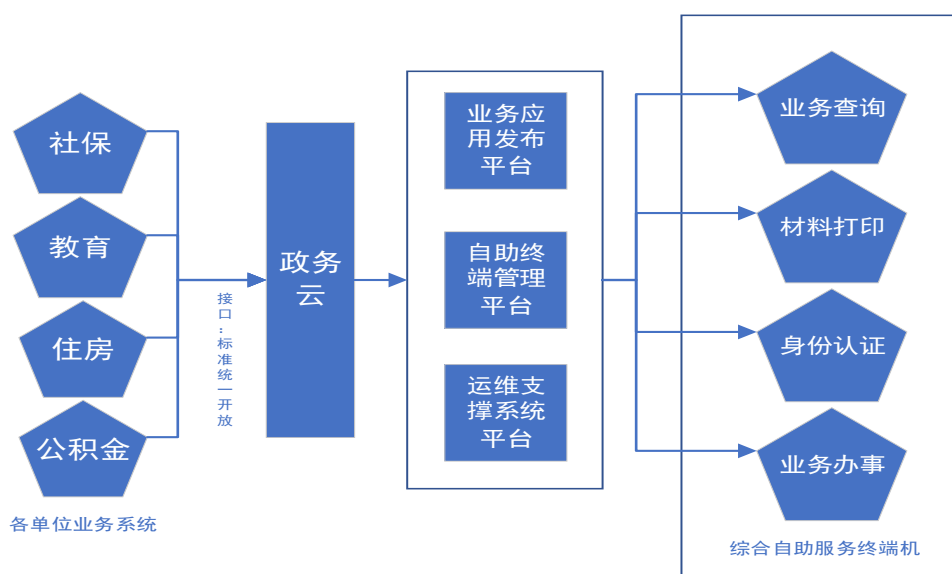 社保
教育
住房
公积金
各单位业务系统
接口：标准统一开放
政务
云
业务应
用发布
平台
自助终
端管理
平台
运维支
撑系统
平台
业务查询
材料打印
身份认证
业务办事
综合自助服务终端机